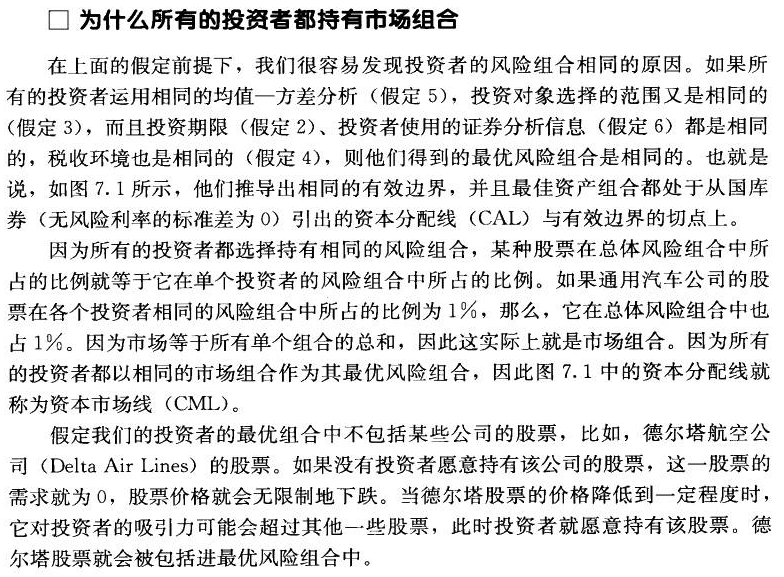 □ 为什么所有的投资者都持有市场组合
在上面的假定前提下，我们很容易发现投资者的风险组合相同的原因。如果所
有的投资者运用相同的均值—方差分析（假定 5），投资对象选择的范围又是相同的
（假定 3），而且投资期限（假定 2）、投资者使用的证券分析信息（假定 6）都是相同
的，税收环境也是相同的（假定 4），则他们得到的最优风险组合是相同的。也就是
说，如图 7.1 所示，他们推导出相同的有效边界，并且最佳资产组合都处于从国库
券（无风险利率的标准差为 0）引出的资本分配线（CAL）与有效边界的切点上。
因为所有的投资者都选择持有相同的风险组合，某种股票在总体风险组合中所
占的比例就等于它在单个投资者的风险组合中所占的比例。如果通用汽车公司的股
票在各个投资者相同的风险组合中所占的比例为 1%，那么，它在总体风险组合中也
占 1%。因为市场等于所有单个组合的总和，因此这实际上就是市场组合。因为所有
的投资者都以相同的市场组合作为其最优风险组合，因此图 7.1 中的资本分配线就
称为资本市场线（CML）。
假定我们的投资者的最优组合中不包括某些公司的股票，比如，德尔塔航空公
司（Delta Air Lines）的股票。如果没有投资者愿意持有该公司的股票，这一股票的
需求就为 0，股票价格就会无限制地下跌。当德尔塔股票的价格降低到一定程度时，
它对投资者的吸引力可能会超过其他一些股票，此时投资者就愿意持有该股票。德
尔塔股票就会被包括进最优风险组合中。